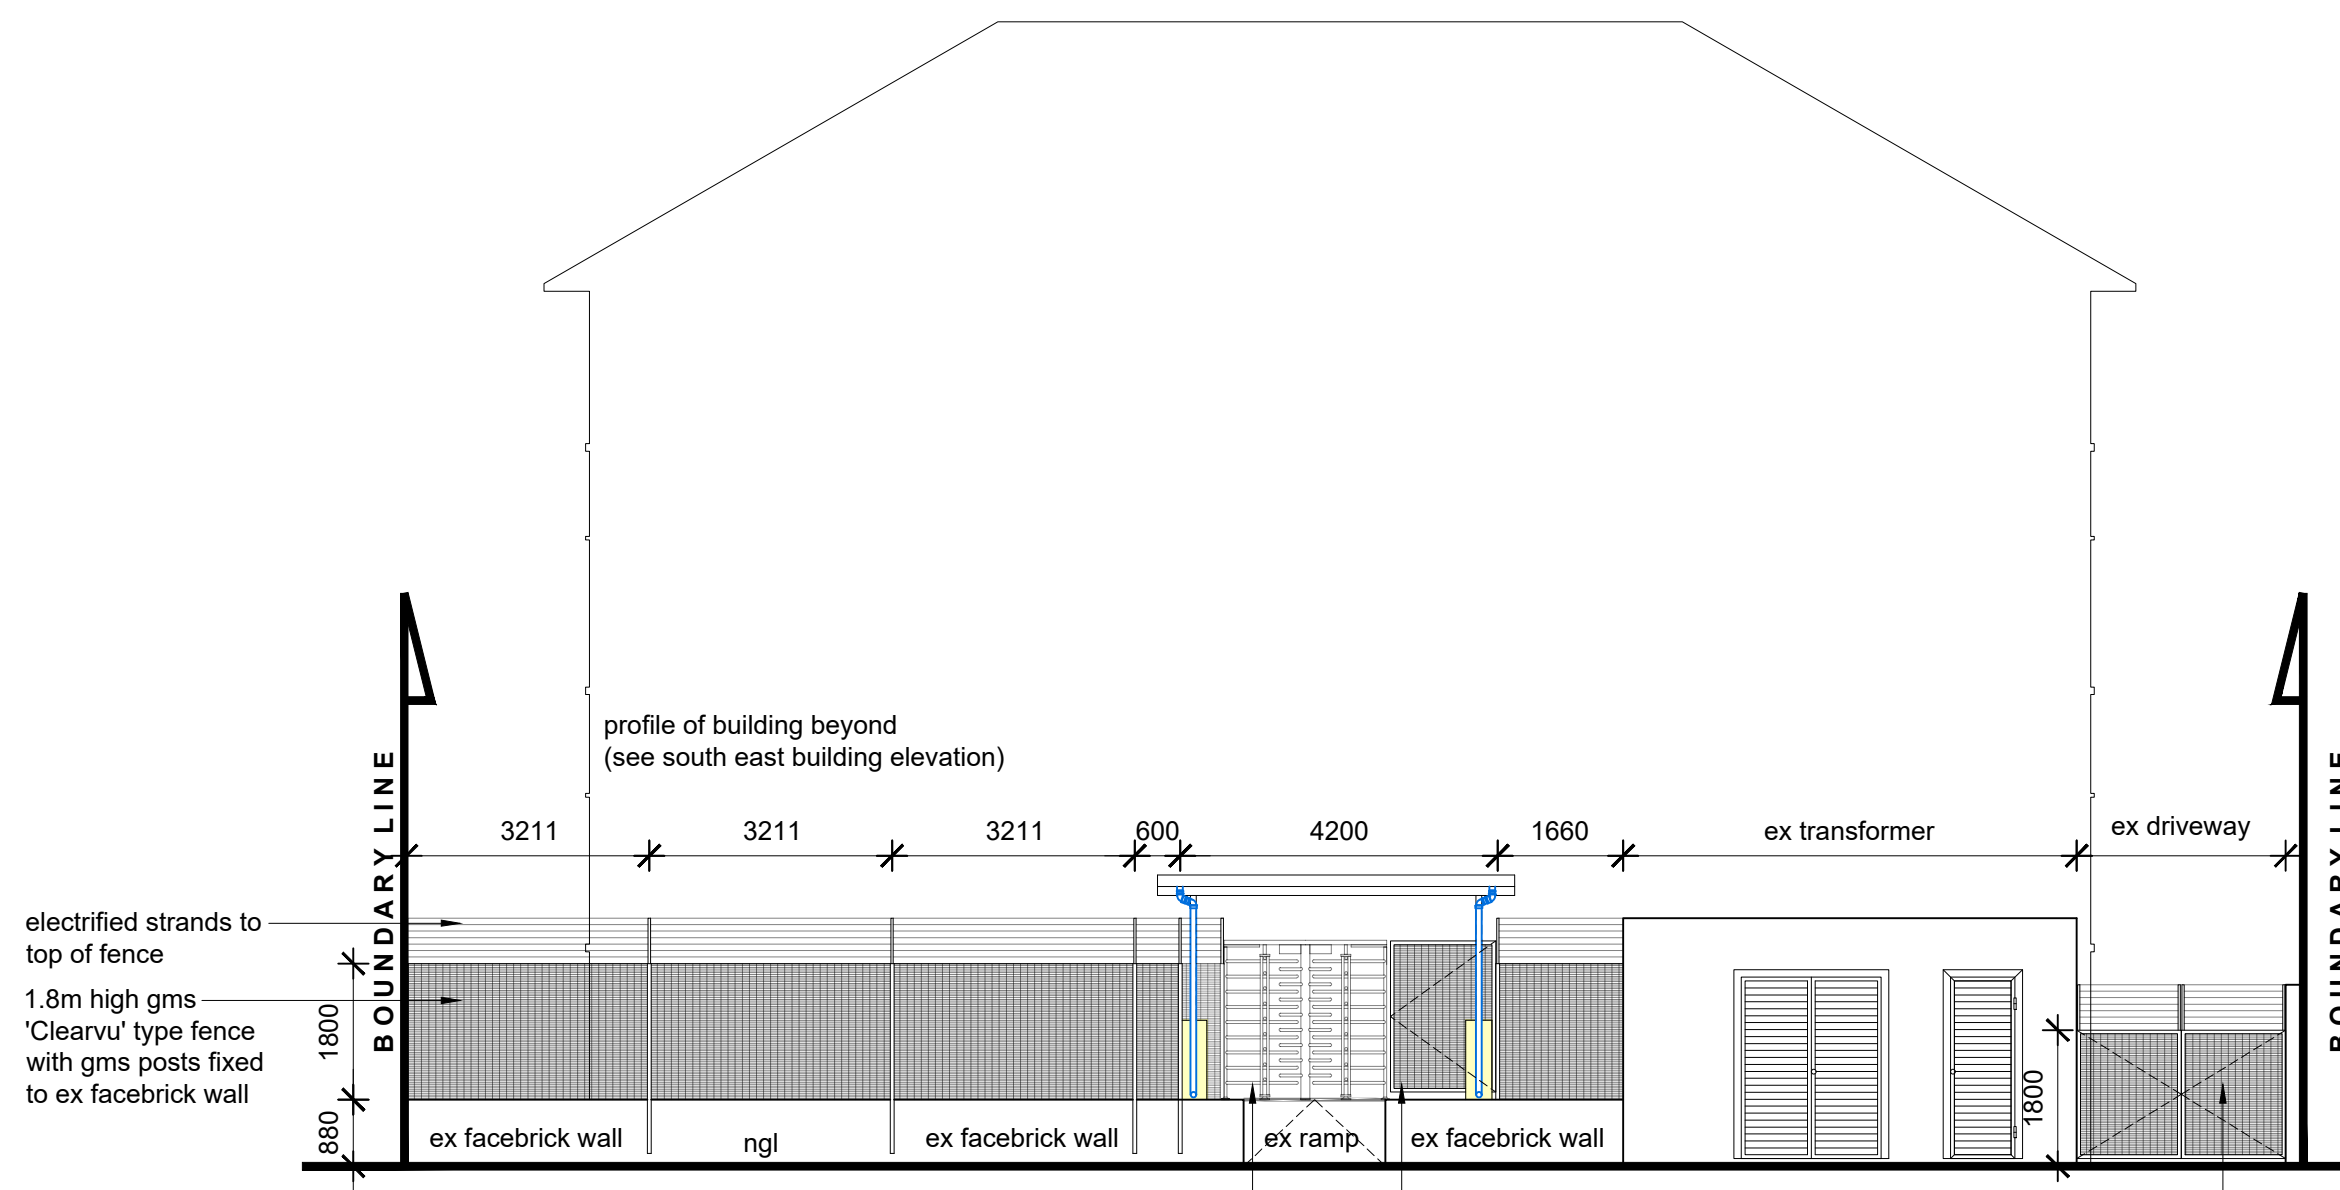 profile of building beyond
(see south east building elevation)
BOUNDARY LINE
BOUNDARY LINE
3211
3211
3211
600
4200
1660
ex transformer
ex driveway
electrified strands to
top of fence
1.8m high gms
'Clearvu' type fence
with gms posts fixed
to ex facebrick wall
1800
880
1800
ex facebrick wall
ngl
ex facebrick wall
ex ramp
ex facebrick wall